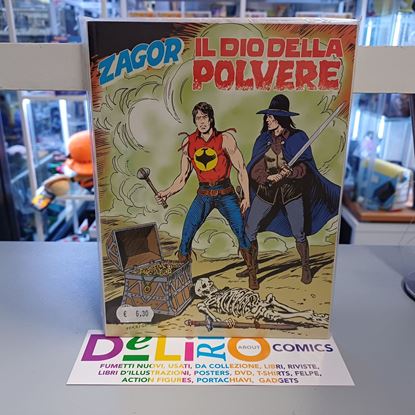 ZAGOR
IL DIO DELLA
POLVERE
€ 6,30
DiELiRiO ABOUT COMICS
FUMETTI NUOVI, USATI, DA COLLEZIONE, LIBRI, RIVISTE,
LIBRI D'ILLUSTRAZIONI, POSTERS, DVD, T-SHIRTS, FELPE,
ACTION FIGURES, PORTACHIAVI, GADGETS